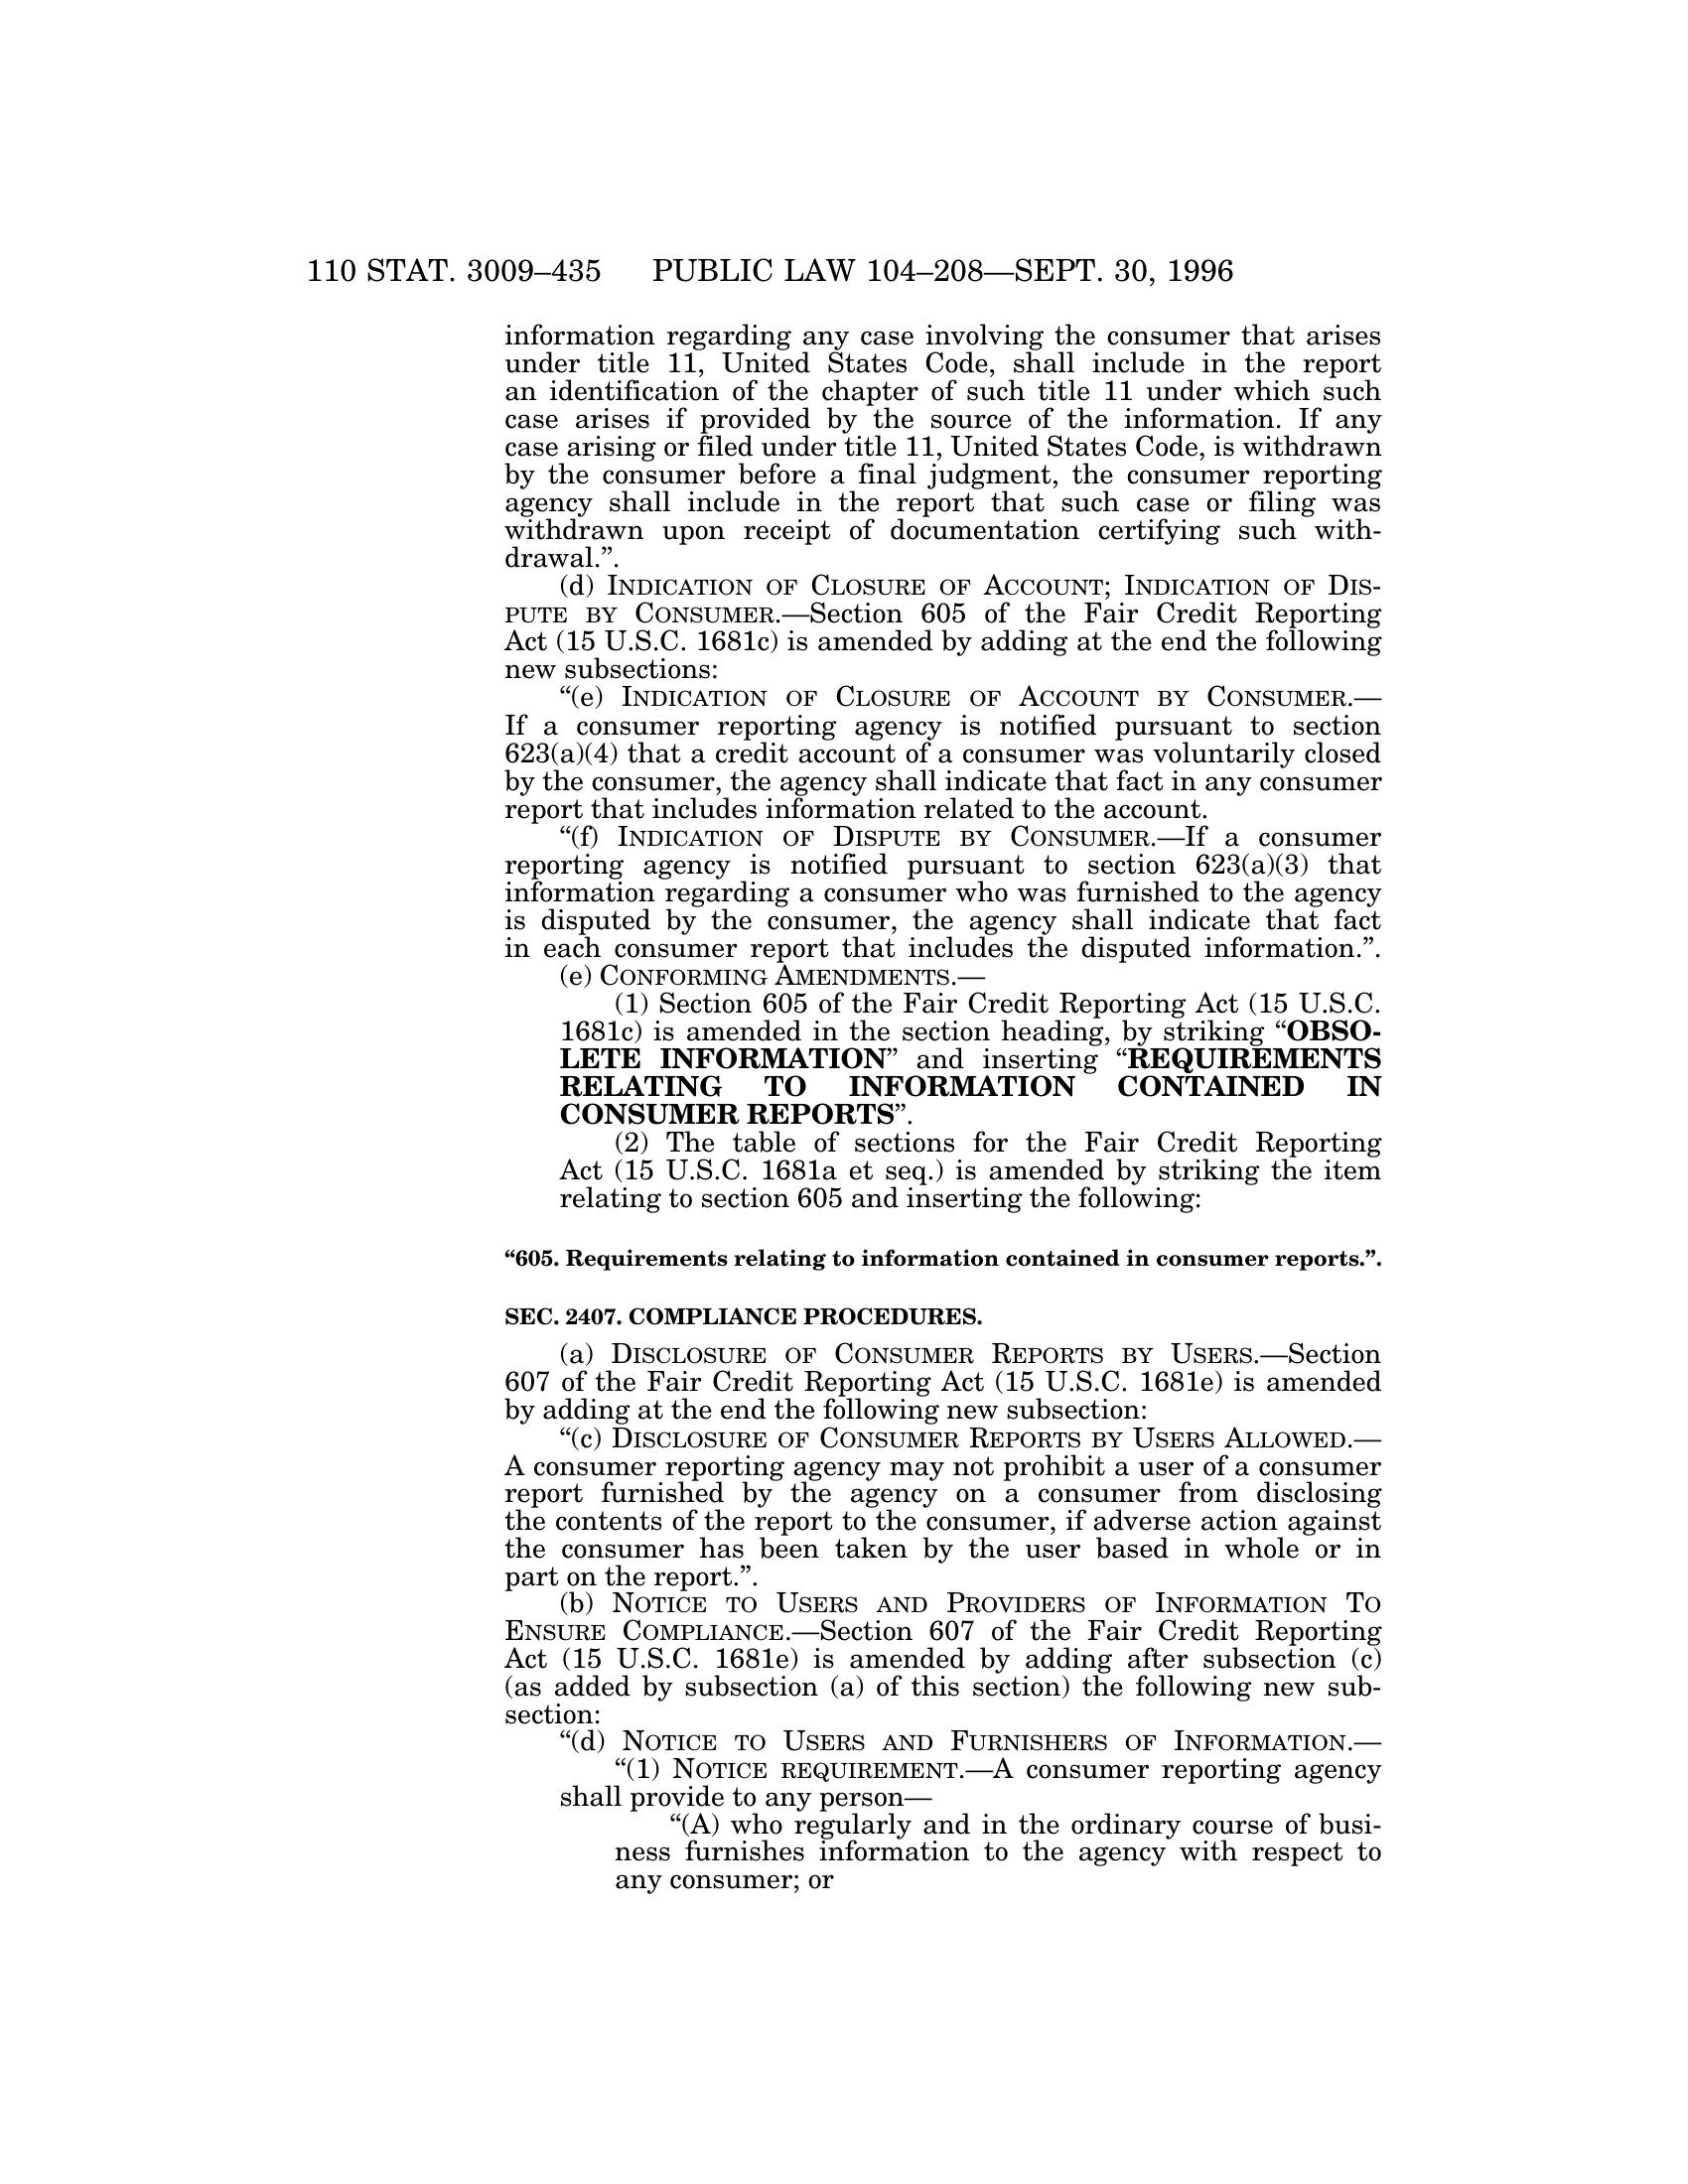 110 STAT. 3009–435 PUBLIC LAW 104–208—SEPT. 30, 1996
information regarding any case involving the consumer that arises
under title 11, United States Code, shall include in the report
an identification of the chapter of such title 11 under which such
case arises if provided by the source of the information. If any
case arising or filed under title 11, United States Code, is withdrawn
by the consumer before a final judgment, the consumer reporting
agency shall include in the report that such case or filing was
withdrawn upon receipt of documentation certifying such with-
drawal.”.
(d) INDICATION OF CLOSURE OF ACCOUNT; INDICATION OF DIS-
PUTE BY CONSUMER.—Section 605 of the Fair Credit Reporting
Act (15 U.S.C. 1681c) is amended by adding at the end the following
new subsections:
“(e) INDICATION OF CLOSURE OF ACCOUNT BY CONSUMER.—
If a consumer reporting agency is notified pursuant to section
623(a)(4) that a credit account of a consumer was voluntarily closed
by the consumer, the agency shall indicate that fact in any consumer
report that includes information related to the account.
“(f) INDICATION OF DISPUTE BY CONSUMER.—If a consumer
reporting agency is notified pursuant to section 623(a)(3) that
information regarding a consumer who was furnished to the agency
is disputed by the consumer, the agency shall indicate that fact
in each consumer report that includes the disputed information.”.
(e) CONFORMING AMENDMENTS.—
(1) Section 605 of the Fair Credit Reporting Act (15 U.S.C.
1681c) is amended in the section heading, by striking “OBSO-
LETE INFORMATION” and inserting “REQUIREMENTS
RELATING TO INFORMATION CONTAINED IN
CONSUMER REPORTS”.
(2) The table of sections for the Fair Credit Reporting
Act (15 U.S.C. 1681a et seq.) is amended by striking the item
relating to section 605 and inserting the following:
“605. Requirements relating to information contained in consumer reports.”.
SEC. 2407. COMPLIANCE PROCEDURES.
(a) DISCLOSURE OF CONSUMER REPORTS BY USERS.—Section
607 of the Fair Credit Reporting Act (15 U.S.C. 1681e) is amended
by adding at the end the following new subsection:
“(c) DISCLOSURE OF CONSUMER REPORTS BY USERS ALLOWED.—
A consumer reporting agency may not prohibit a user of a consumer
report furnished by the agency on a consumer from disclosing
the contents of the report to the consumer, if adverse action against
the consumer has been taken by the user based in whole or in
part on the report.”.
(b) NOTICE TO USERS AND PROVIDERS OF INFORMATION TO
ENSURE COMPLIANCE.—Section 607 of the Fair Credit Reporting
Act (15 U.S.C. 1681e) is amended by adding after subsection (c)
(as added by subsection (a) of this section) the following new sub-
section:
“(d) NOTICE TO USERS AND FURNISHERS OF INFORMATION.—
“(1) NOTICE REQUIREMENT.—A consumer reporting agency
shall provide to any person—
“(A) who regularly and in the ordinary course of busi-
ness furnishes information to the agency with respect to
any consumer; or